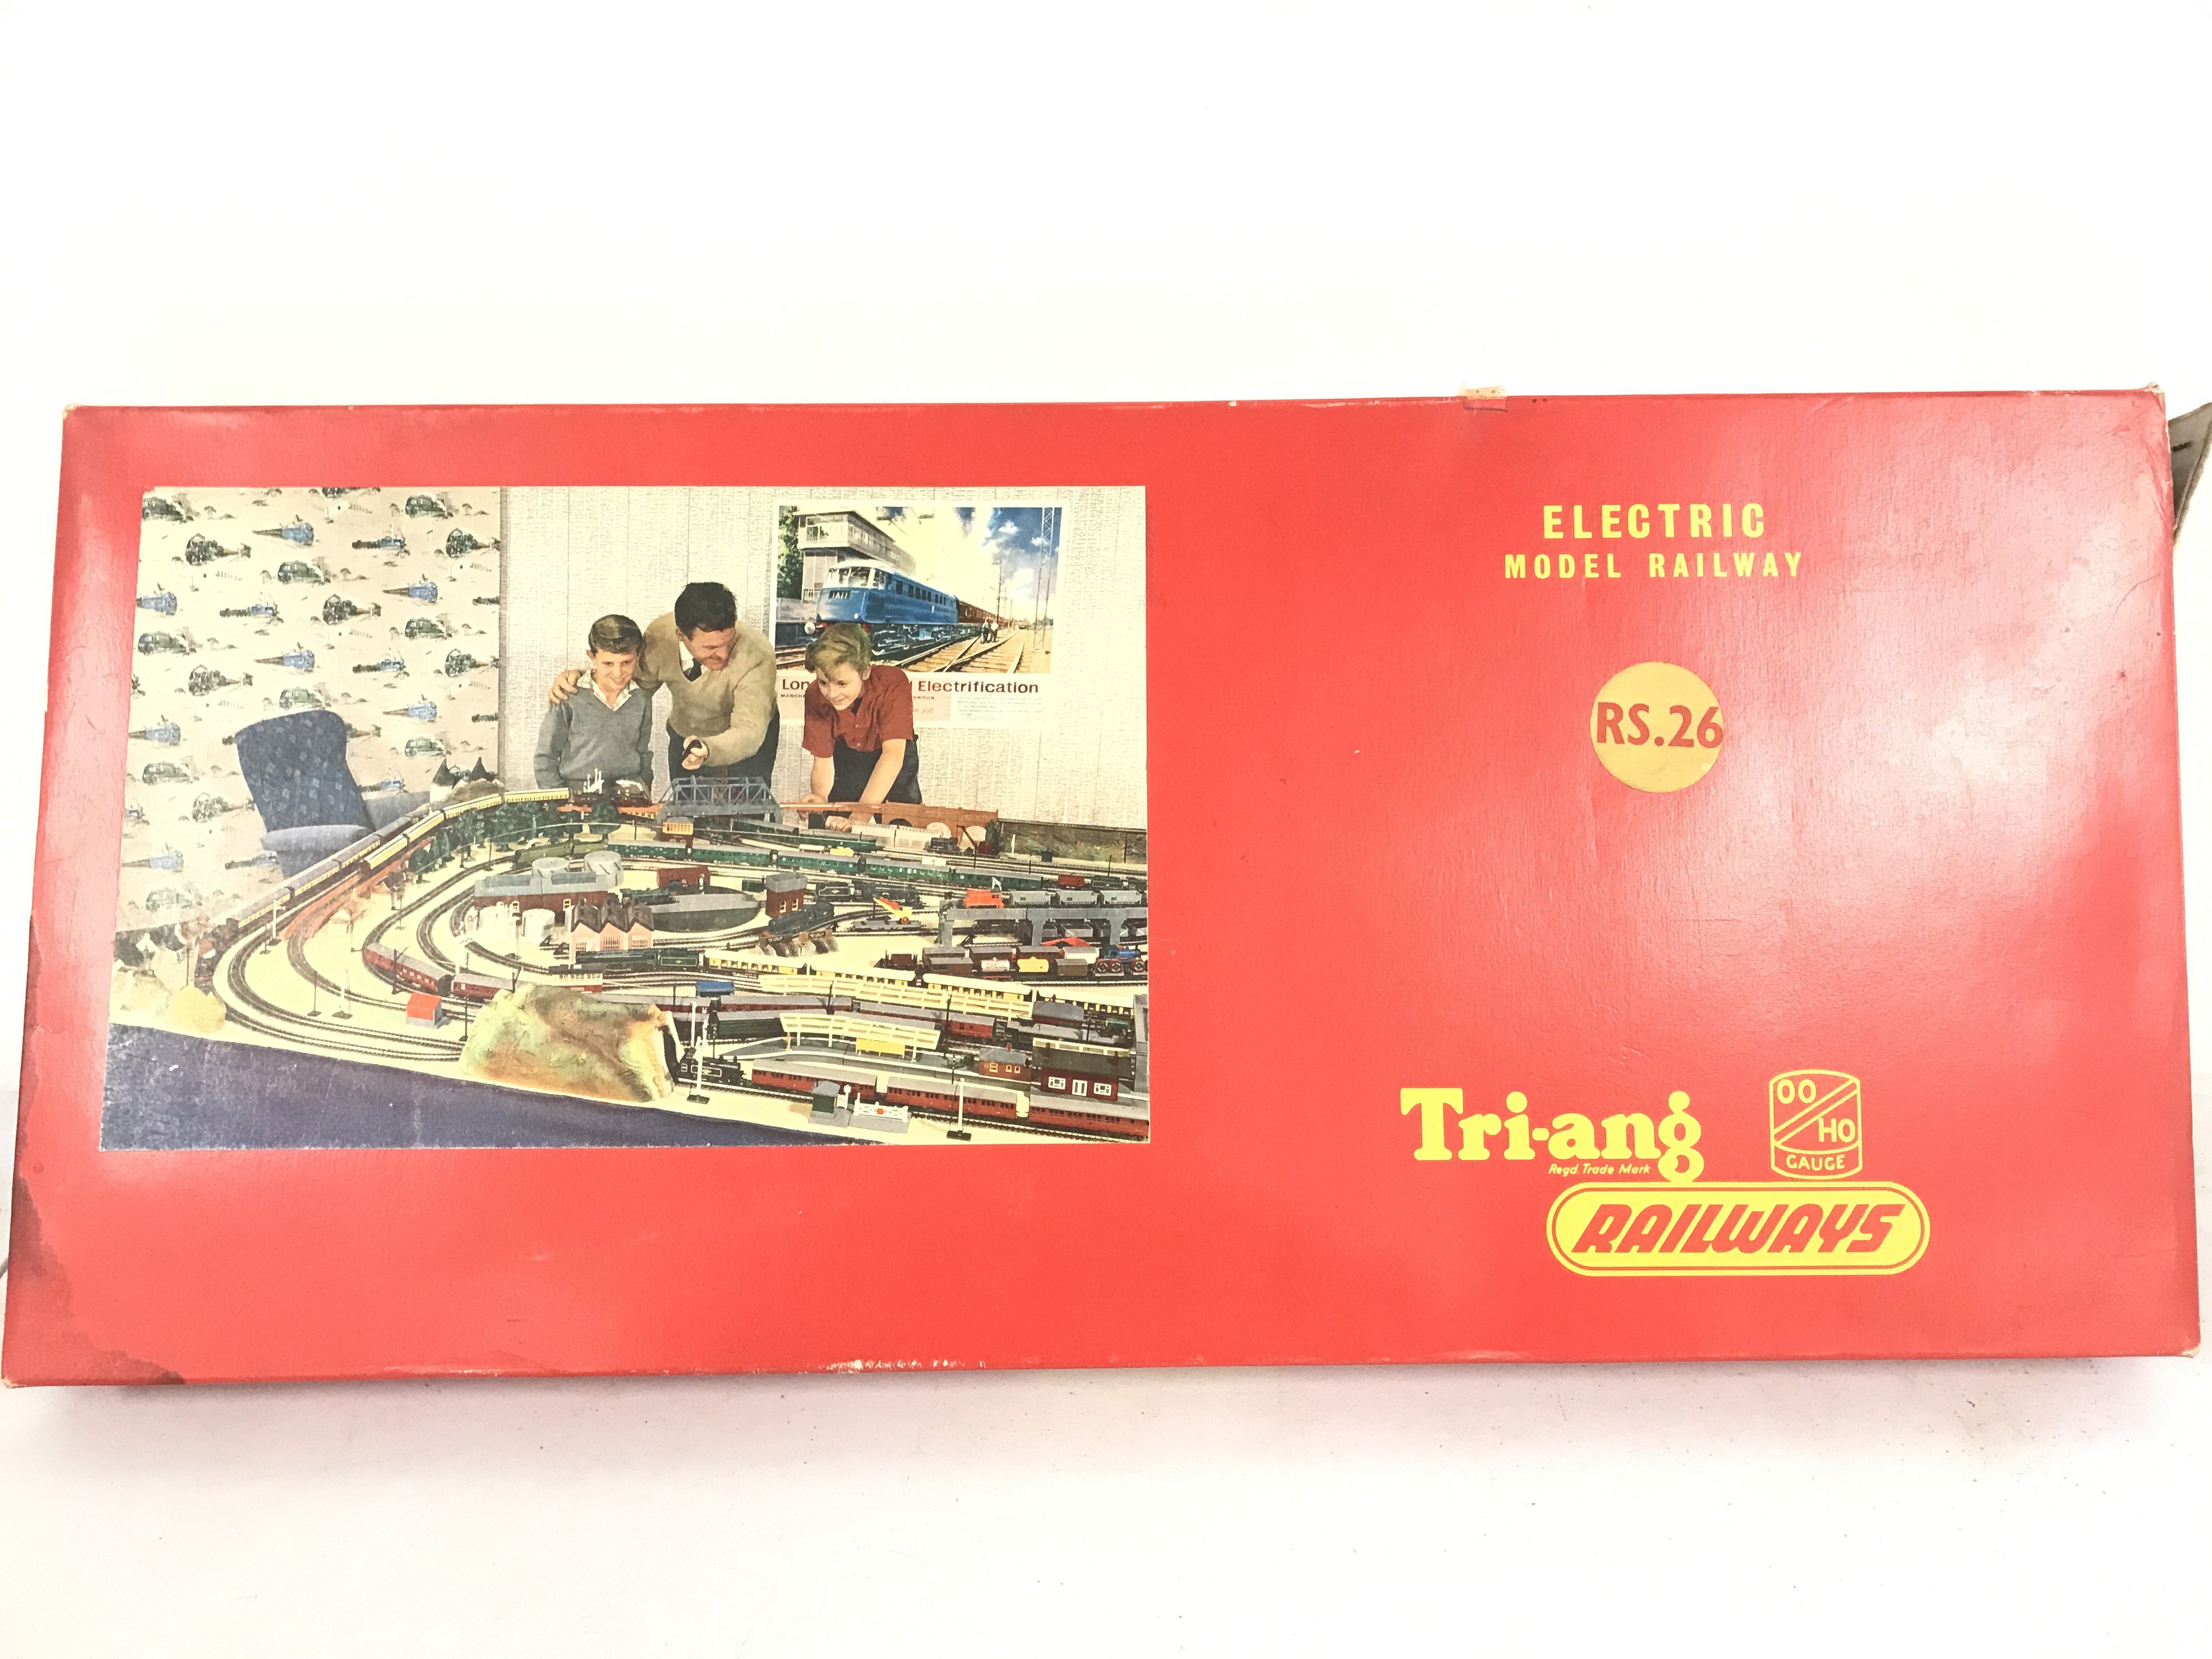 ELECTRIC
MODEL RAILWAY
RS.26
Electrification
Tri-ang
Regd. Trade Mark
OO
HO
GAUGE
RAILWAYS